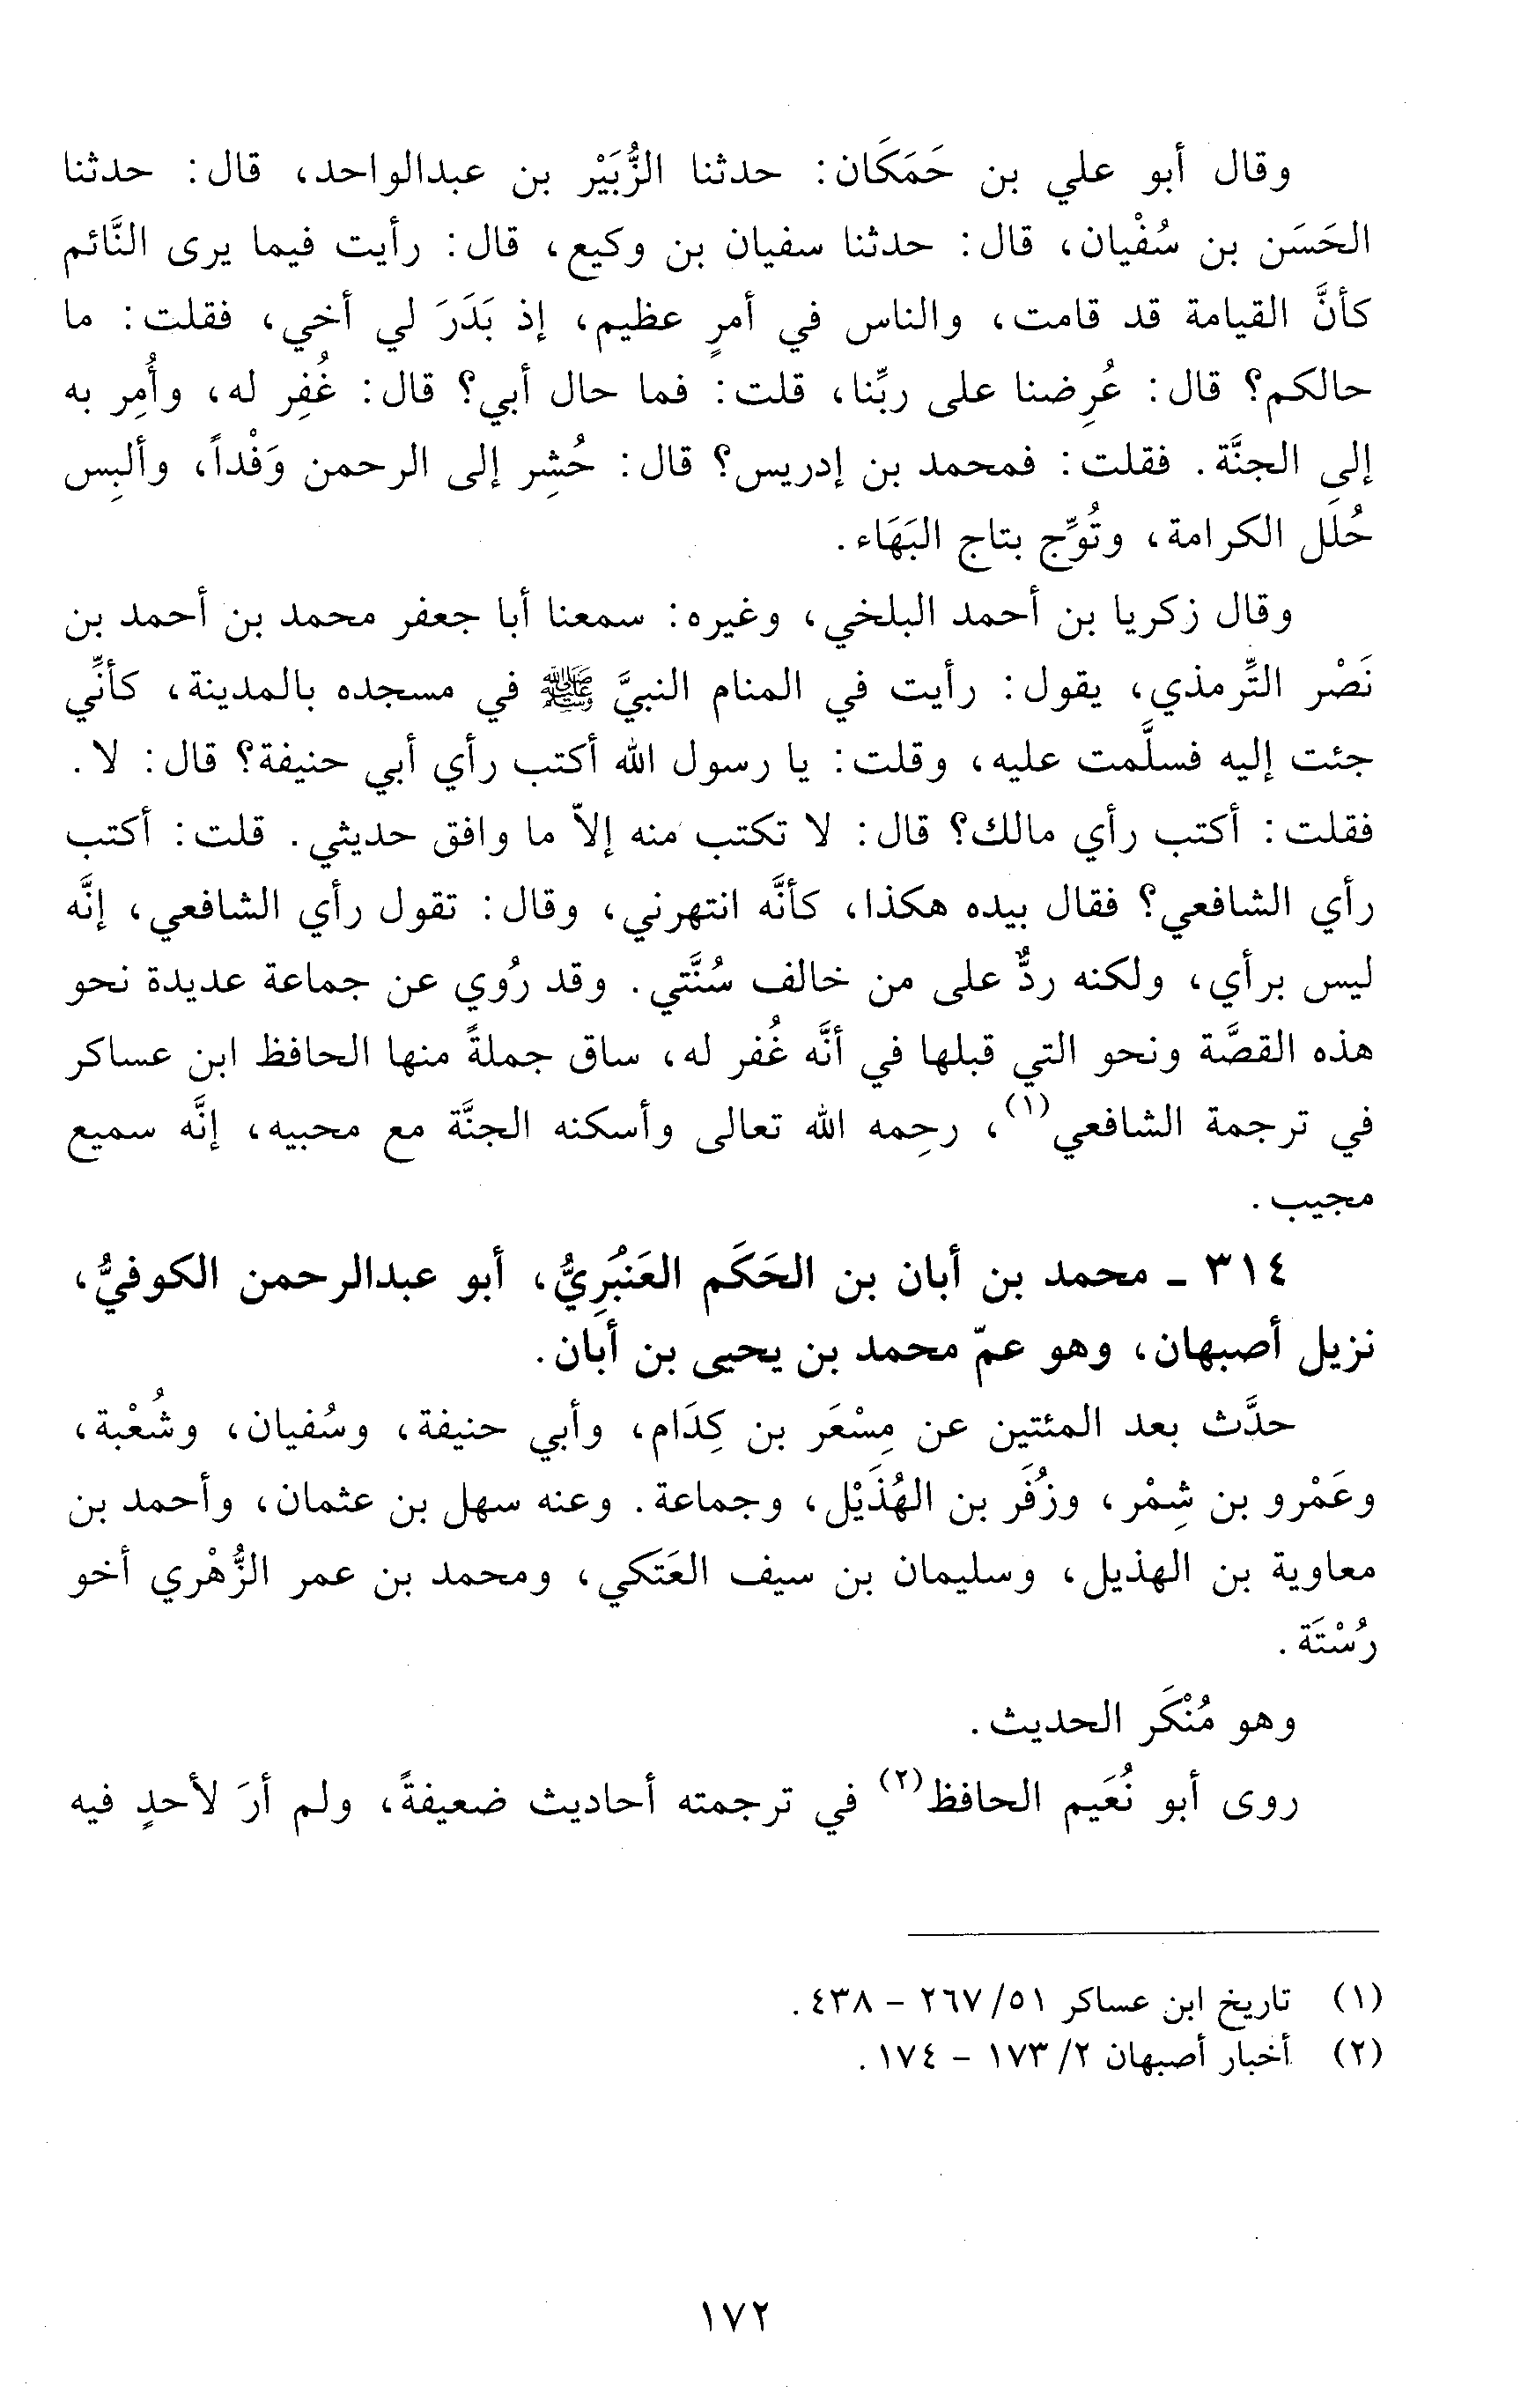 وقال أبو علي بن حَمَكَان: حدثنا الزُّبَيْر بن عبدالواحد، قال: حدثنا
الحَسَن بن سُفْيان، قال: حدثنا سفيان بن وكيع، قال: رأيت فيما يرى النَّائم
كأنَّ القيامة قد قامت، والناس في أمرٍ عظيم، إذ بَدَرَ لي أخي، فقلت: ما
حالكم؟ قال: عُرِضنا على ربِّنا، قلت: فما حال أبي؟ قال: غُفِر له، وأُمِر به
إلى الجنَّة. فقلت: فمحمد بن إدريس؟ قال: حُشِر إلى الرحمن وَفْداً، وألبِس
حُلَل الكرامة، وتُوِّج بتاج البَهَاء.
وقال زكريا بن أحمد البلخي، وغيره: سمعنا أبا جعفر محمد بن أحمد بن
نَصْر التِّرمذي، يقول: رأيت في المنام النبيَّ ﷺ في مسجده بالمدينة، كأنِّي
جئت إليه فسلَّمت عليه، وقلت: يا رسول الله أكتب رأي أبي حنيفة؟ قال: لا.
فقلت: أكتب رأي مالك؟ قال: لا تكتب منه إلاّ ما وافق حديثي. قلت: أكتب
رأي الشافعي؟ فقال بيده هكذا، كأنَّه انتهرني، وقال: تقول رأي الشافعي، إنَّه
ليس برأي، ولكنه ردٌّ على من خالف سُنَّتي. وقد رُوي عن جماعة عديدة نحو
هذه القصَّة ونحو التي قبلها في أنَّه غُفر له، ساق جملةً منها الحافظ ابن عساكر
في ترجمة الشافعي(١)، رحِمه الله تعالى وأسكنه الجنَّة مع محبيه، إنَّه سميع
مجيب.
٣١٤ ـ محمد بن أبان بن الحَكَم العَنْبَرِيُّ، أبو عبدالرحمن الكوفيُّ،
نزيل أصبهان، وهو عمّ محمد بن يحيى بن أبان.
حدَّث بعد المئتين عن مِسْعَر بن كِدَام، وأبي حنيفة، وسُفيان، وشُعْبة،
وعَمْرو بن شِمْر، وزُفَر بن الهُذَيْل، وجماعة. وعنه سهل بن عثمان، وأحمد بن
معاوية بن الهذيل، وسليمان بن سيف العَتكي، ومحمد بن عمر الزُّهْري أخو
رُسْتَة.
وهو مُنْكَر الحديث.
روى أبو نُعَيم الحافظ(٢) في ترجمته أحاديث ضعيفةً، ولم أرَ لأحدٍ فيه
(١) تاريخ ابن عساكر ٥١/ ٢٦٧ - ٤٣٨.
(٢) أخبار أصبهان ٢/ ١٧٣ - ١٧٤.
١٧٢